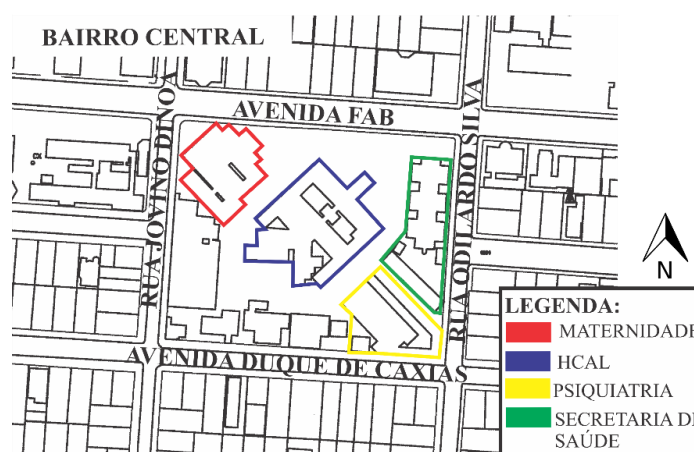 BAIRRO CENTRAL
AVENIDA FAB
RUA JOVINO DINOA
RUA ODILARDO SILVA
AVENIDA DUQUE DE CAXIAS
N
LEGENDA:
MATERNIDADE
HCAL
PSIQUIATRIA
SECRETARIA DE
SAÚDE